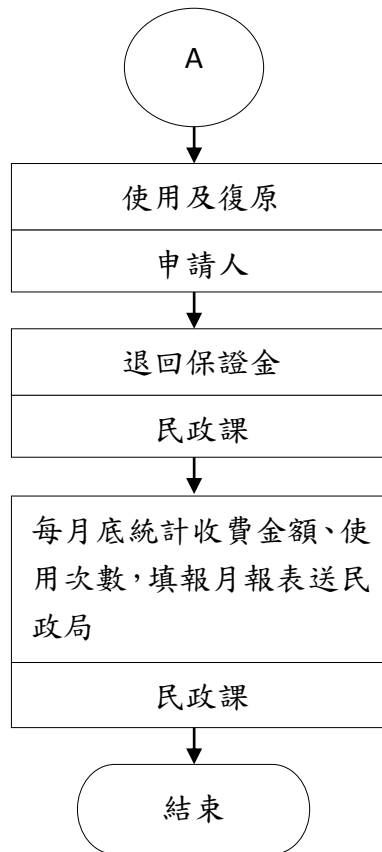 A
使用及復原
申請人
退回保證金
民政課
每月底統計收費金額、使
用次數，填報月報表送民
政局
民政課
結束